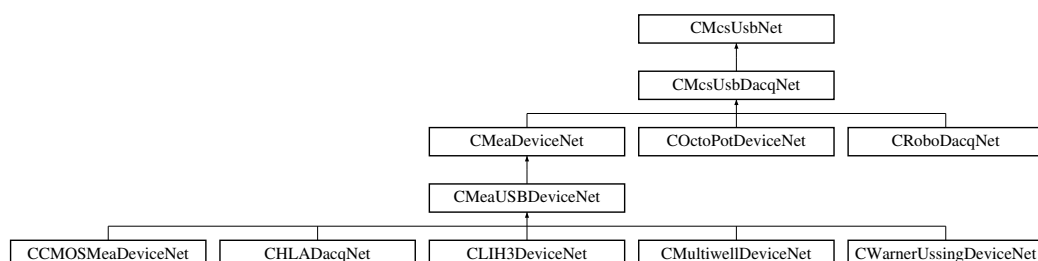 CMcsUsbNet
CMcsUsbDacqNet
CMeaDeviceNet COctoPotDeviceNet CRoboDacqNet
CMeaUSBDeviceNet
CCMOSMeaDeviceNet CHLADacqNet CLIH3DeviceNet CMultiwellDeviceNet CWarnerUssingDeviceNet